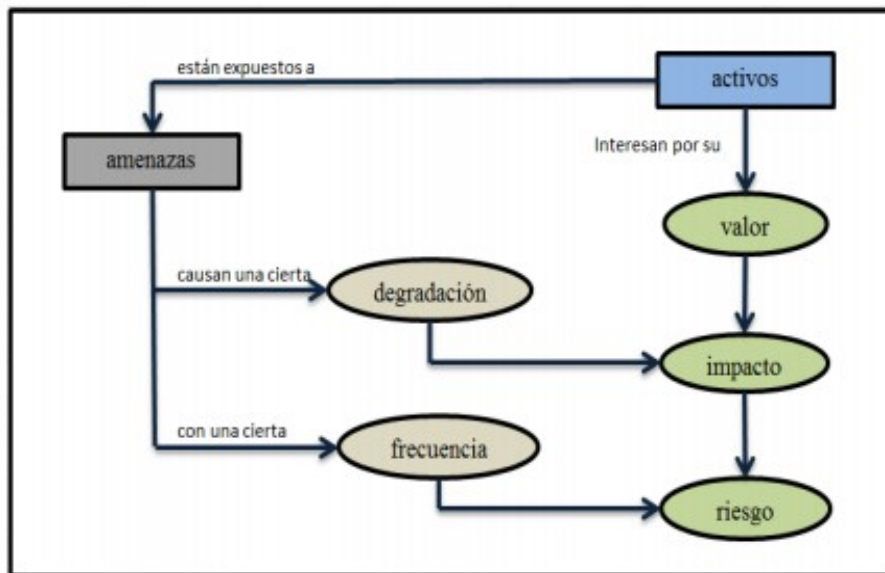 están expuestos a
activos
amenazas
Interesan por su
valor
causan una cierta
degradación
impacto
con una cierta
frecuencia
riesgo